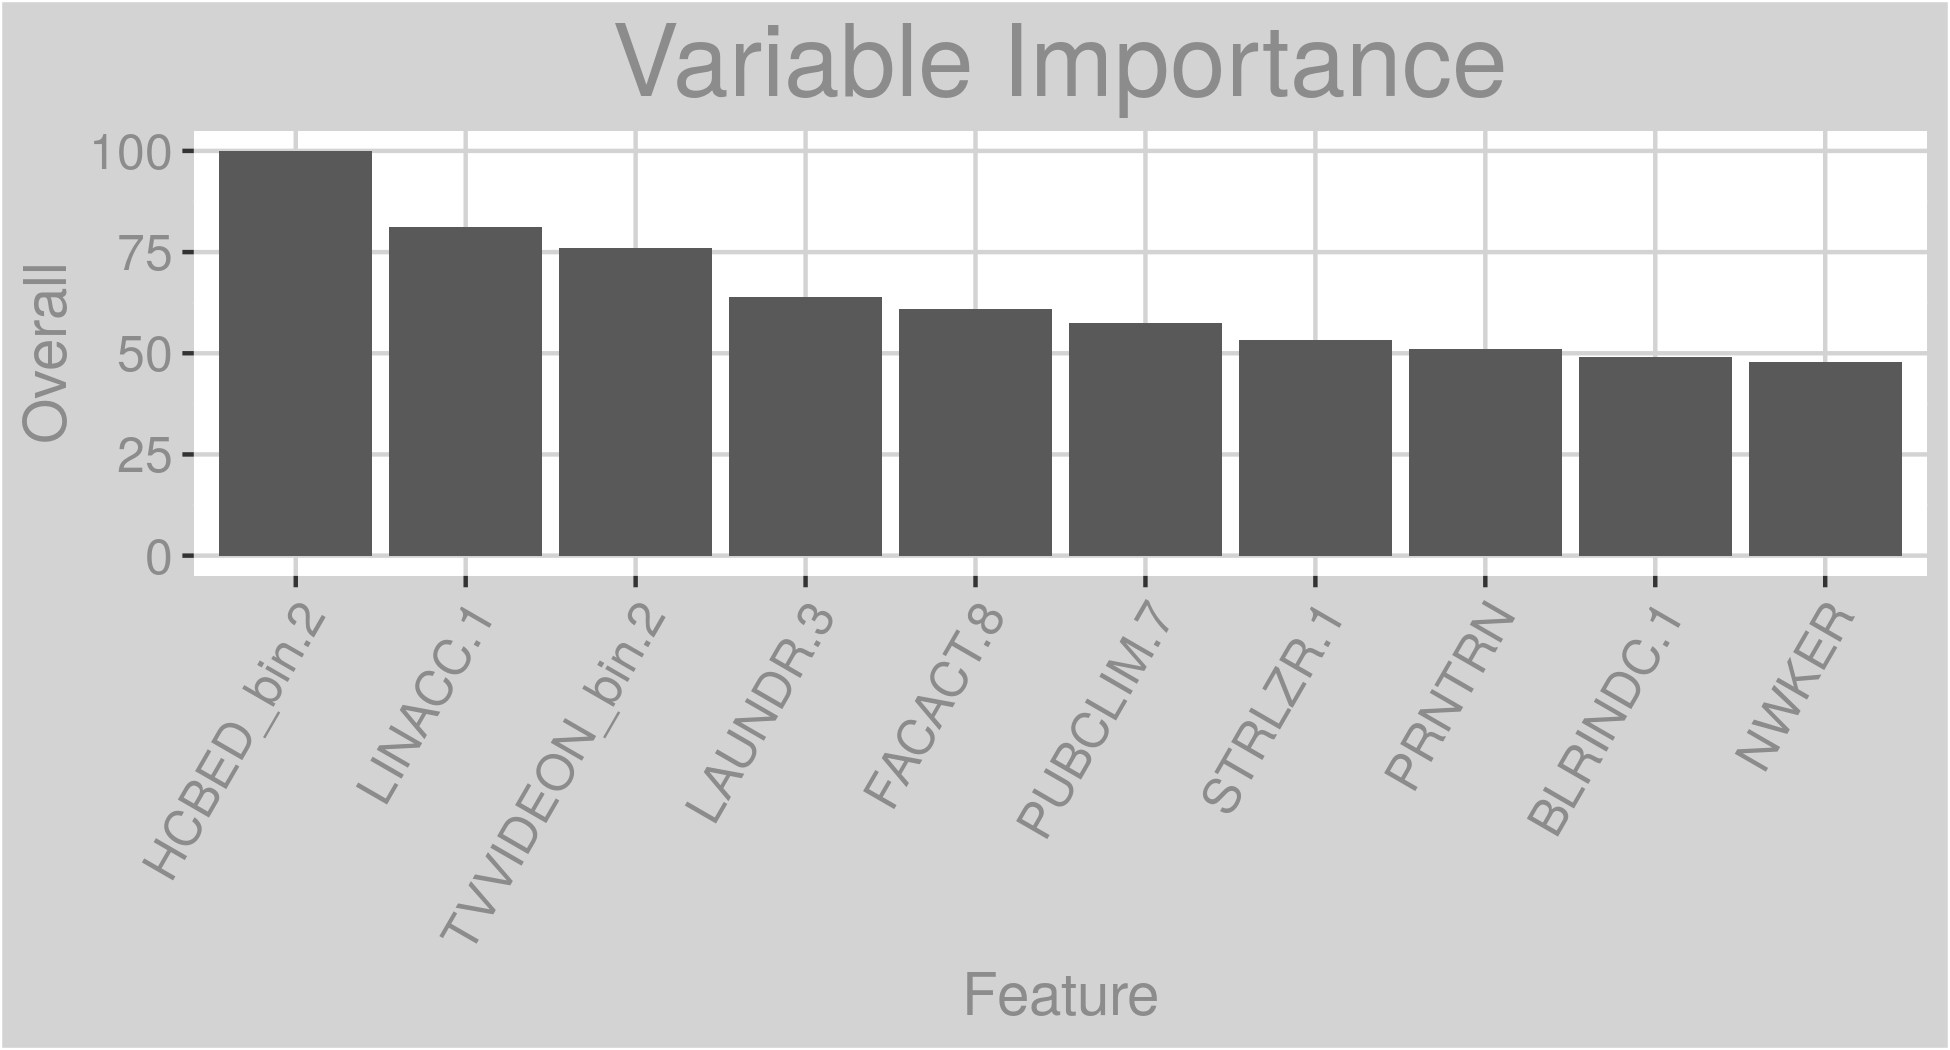 Variable Importance
Overall
100
75
50
25
0
HCBED_bin.2
LINACC.1
TVVIDEON_bin.2
LAUNDR.3
FACACT.8
PUBCLIM.7
STRLZR.1
PRNTRN
BLRINDC.1
NWKER
Feature